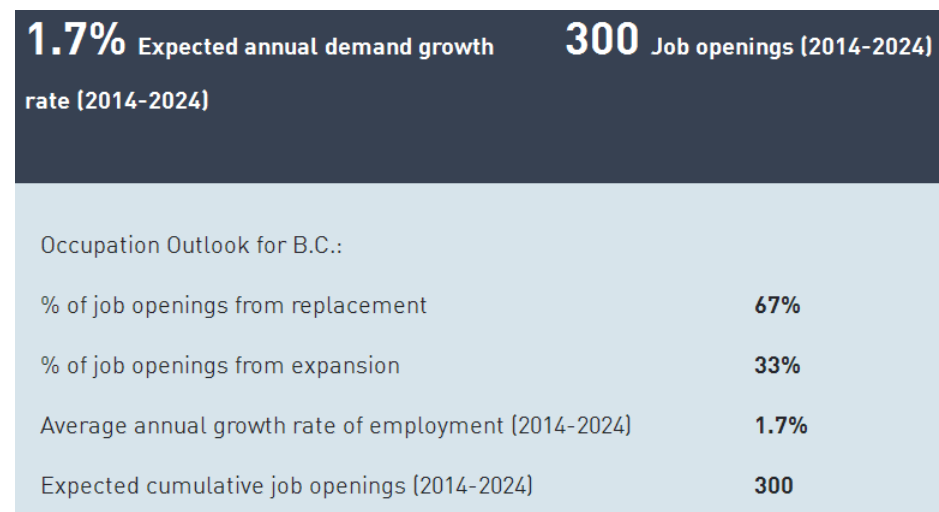 1.7% Expected annual demand growth
rate (2014-2024)
300 Job openings (2014-2024)
Occupation Outlook for B.C.:
% of job openings from replacement 67%
% of job openings from expansion 33%
Average annual growth rate of employment (2014-2024) 1.7%
Expected cumulative job openings (2014-2024) 300